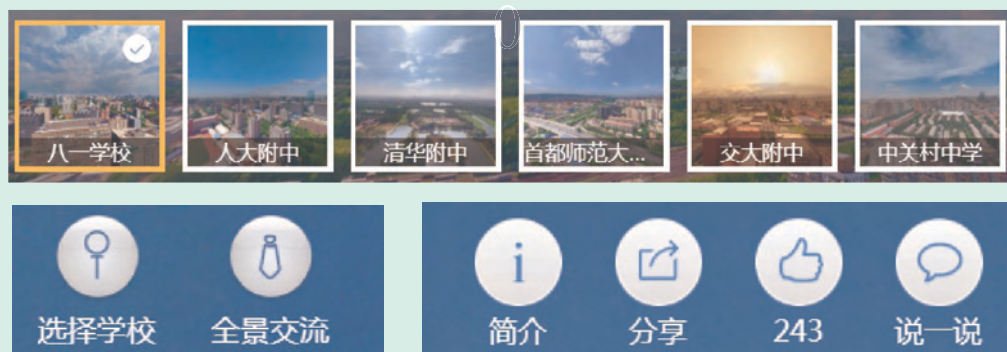 八一学校
人大附中
清华附中
首都师范大...
交大附中
中关村中学
选择学校
全景交流
简介
分享
243
说一说